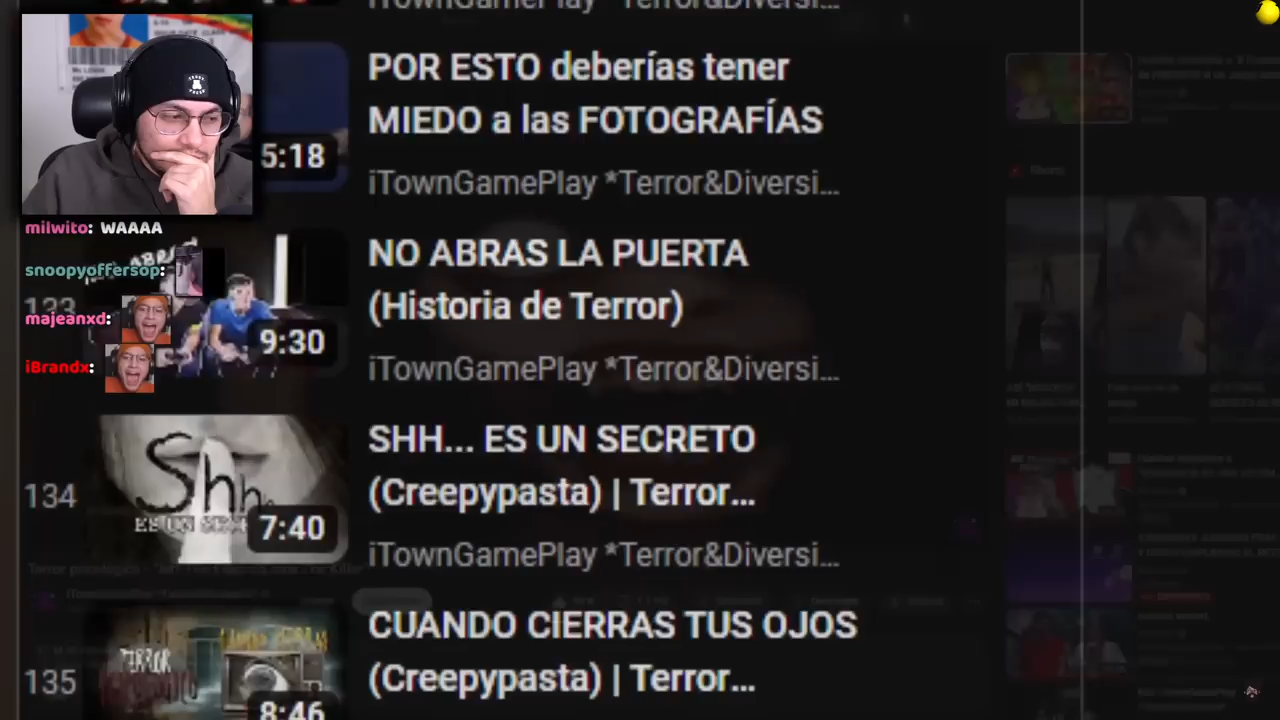 iTownGamePlay *Terror&Diversi...
POR ESTO deberías tener
MIEDO a las FOTOGRAFÍAS
5:18
iTownGamePlay *Terror&Diversi...
milwito: WAAAA
snoopyoffersop:
NO ABRAS LA PUERTA
(Historia de Terror)
133
majeanxd:
9:30
iBrandx:
iTownGamePlay *Terror&Diversi...
SHH... ES UN SECRETO
(Creepypasta) | Terror...
134
Shh
ES UN
7:40
iTownGamePlay *Terror&Diversi...
CUANDO CIERRAS TUS OJOS
(Creepypasta) | Terror...
135
TERROR
8:46